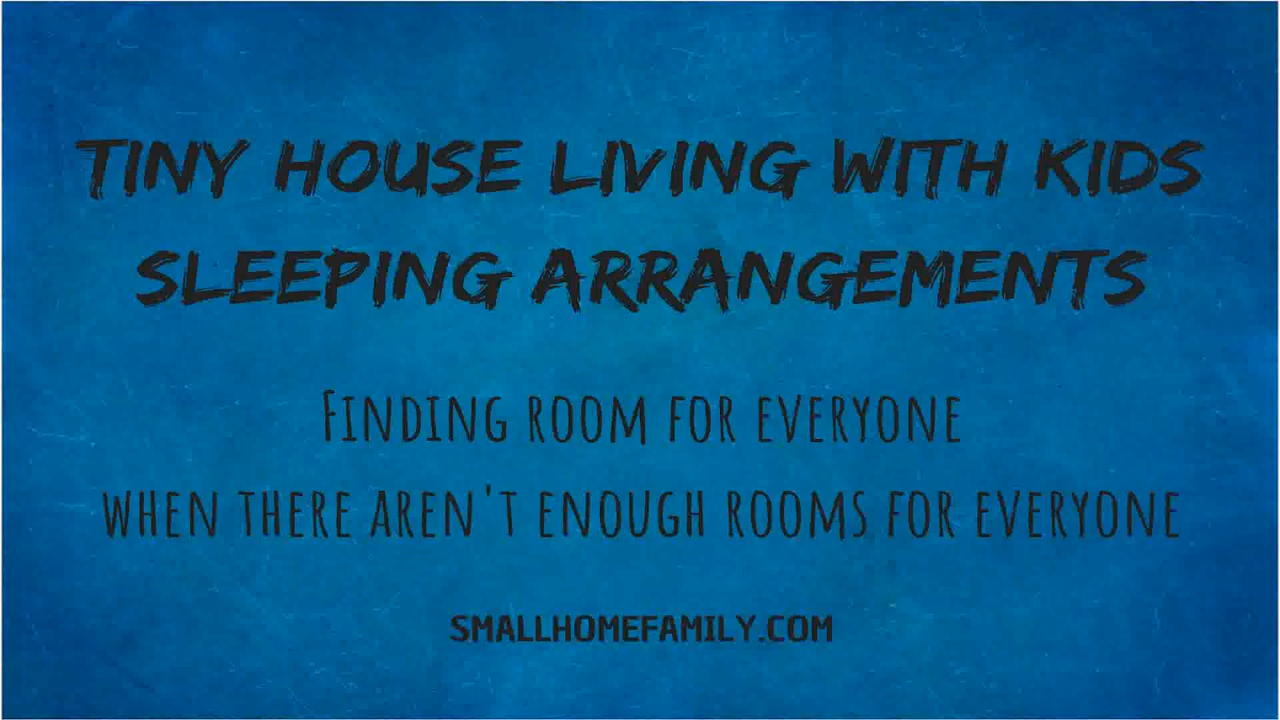 TINY HOUSE LIVING WITH KIDS
SLEEPING ARRANGEMENTS
FINDING ROOM FOR EVERYONE
WHEN THERE AREN'T ENOUGH ROOMS FOR EVERYONE
SMALLHOMEFAMILY.COM